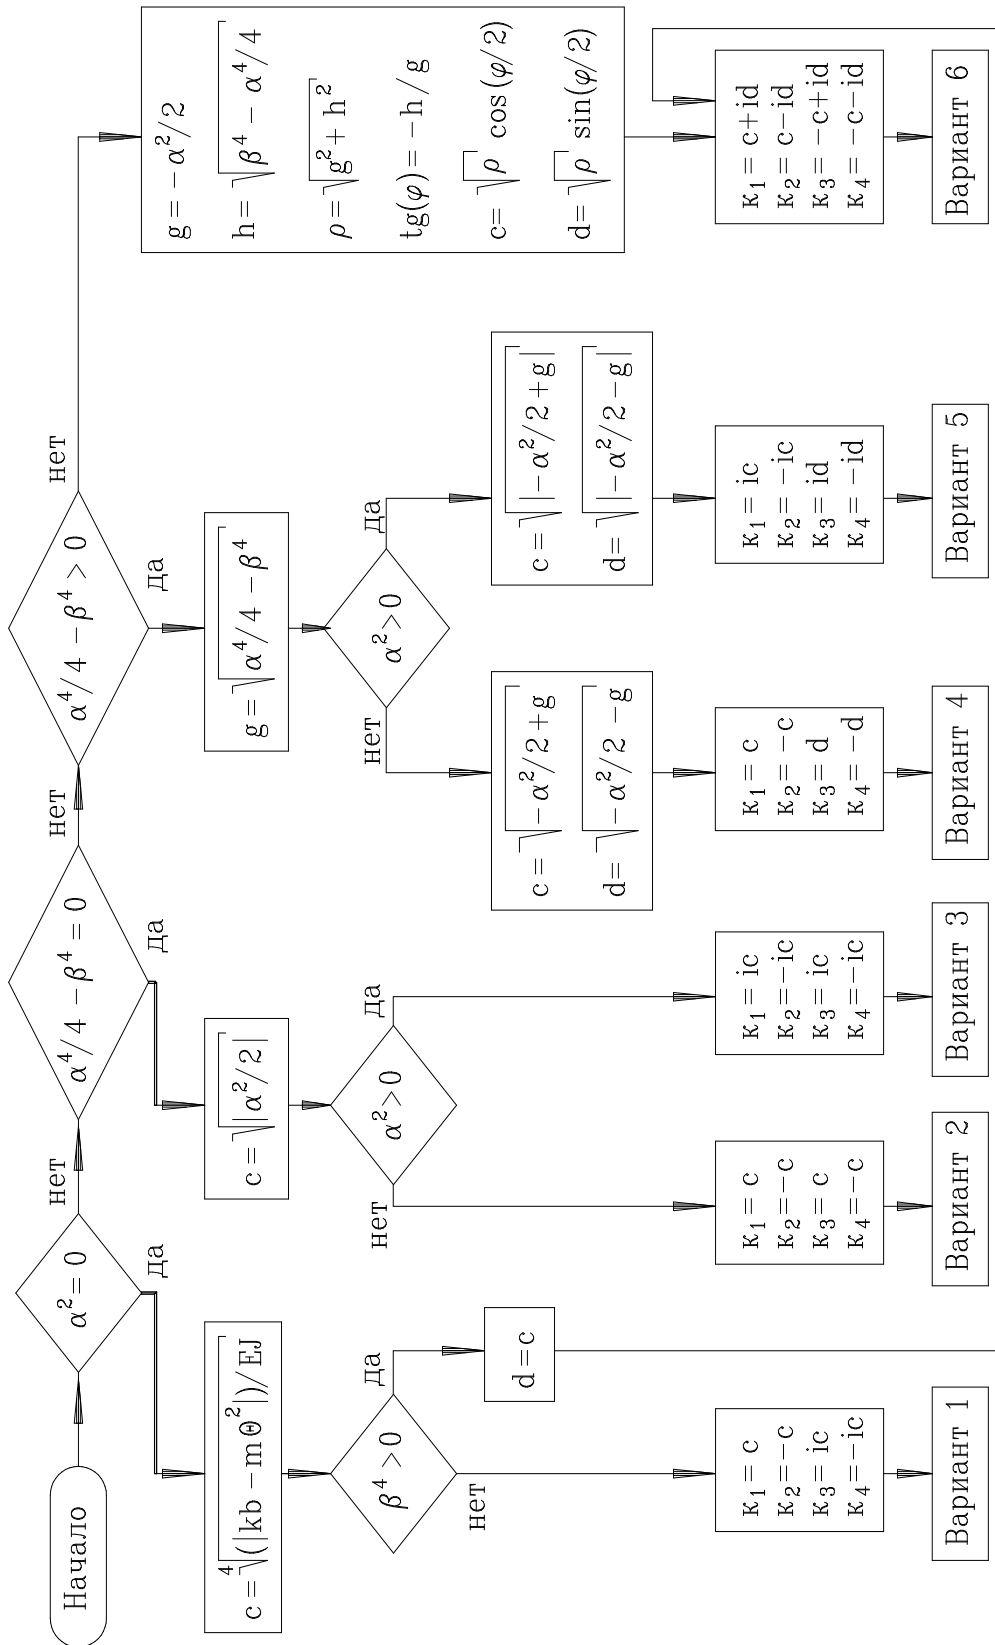 Начало
α²=0
нет
да
c=⁴√(|kb−mθ²|)/EJ
β⁴>0
да
нет
d=c
κ₁=c
κ₂=−c
κ₃=ic
κ₄=−ic
Вариант 1
α⁴/4−β⁴=0
нет
да
c=√|α²/2|
α²>0
нет
да
κ₁=c
κ₂=−c
κ₃=c
κ₄=−c
Вариант 2
κ₁=ic
κ₂=−ic
κ₃=ic
κ₄=−ic
Вариант 3
α⁴/4−β⁴>0
нет
да
g=√α⁴/4−β⁴
α²>0
нет
да
c=√−α²/2+g
d=√−α²/2−g
κ₁=c
κ₂=−c
κ₃=d
κ₄=−d
Вариант 4
c=√|−α²/2+g|
d=√|−α²/2−g|
κ₁=ic
κ₂=−ic
κ₃=id
κ₄=−id
Вариант 5
g=−α²/2
h=√β⁴−α⁴/4
ρ=√g²+h²
tg(φ)=−h/g
c=√ρ cos(φ/2)
d=√ρ sin(φ/2)
κ₁=c+id
κ₂=c−id
κ₃=−c+id
κ₄=−c−id
Вариант 6